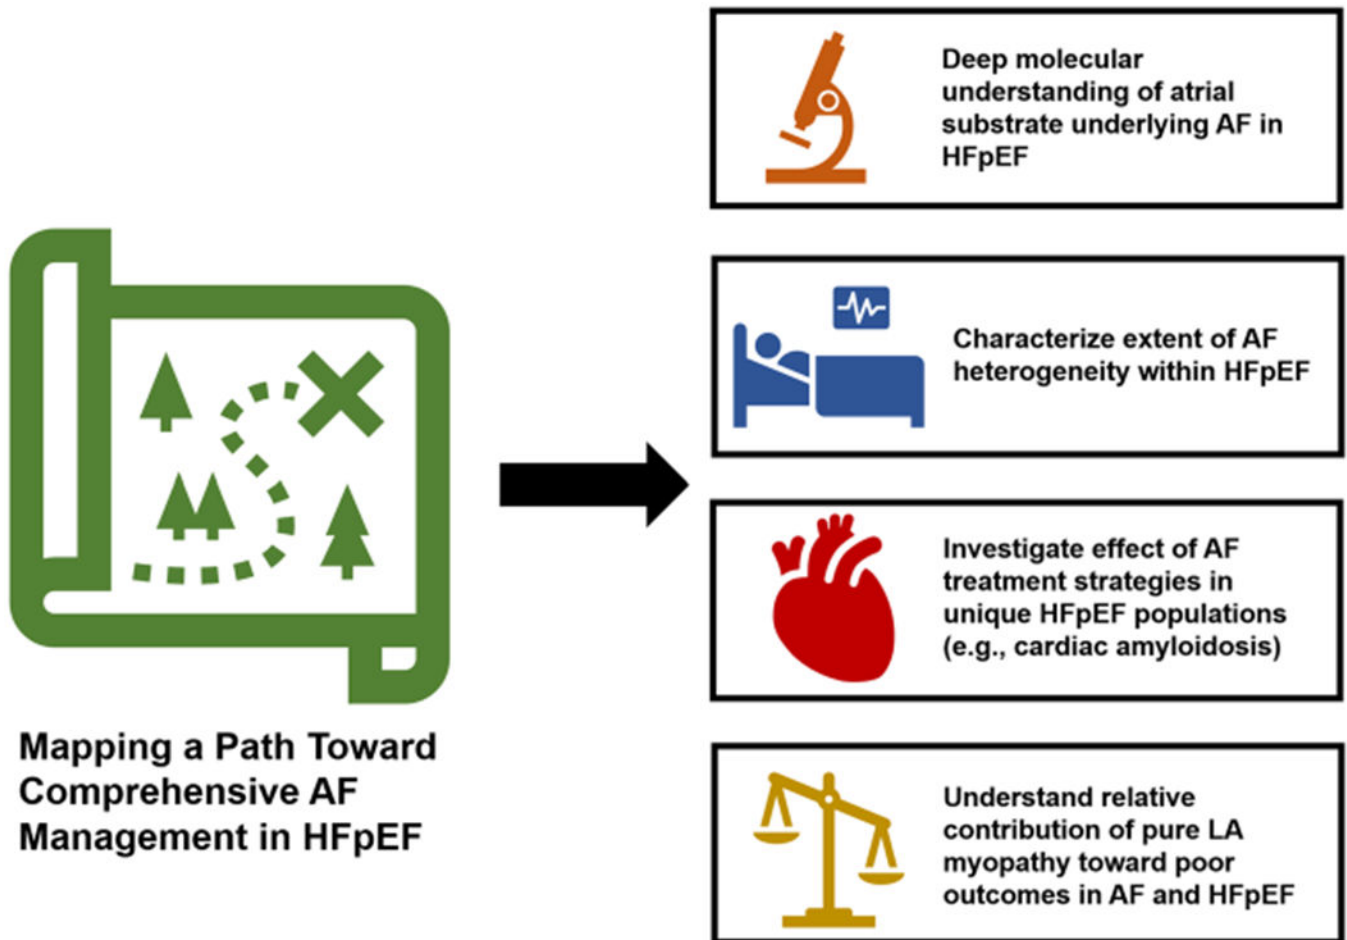 Deep molecular
understanding of atrial
substrate underlying AF in
HFpEF
Characterize extent of AF
heterogeneity within HFpEF
Investigate effect of AF
treatment strategies in
unique HFpEF populations
(e.g., cardiac amyloidosis)
Understand relative
contribution of pure LA
myopathy toward poor
outcomes in AF and HFpEF
Mapping a Path Toward
Comprehensive AF
Management in HFpEF